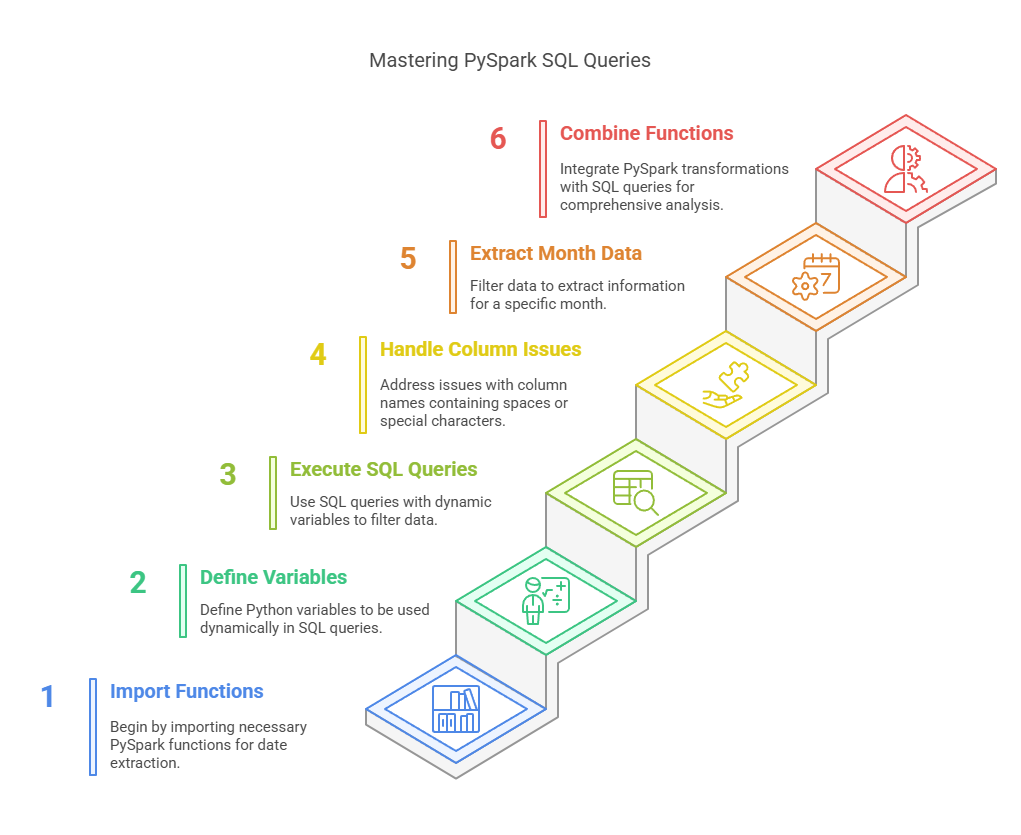 Mastering PySpark SQL Queries
6
Combine Functions
Integrate PySpark transformations
with SQL queries for
comprehensive analysis.
5
Extract Month Data
Filter data to extract information
for a specific month.
7
4
Handle Column Issues
Address issues with column
names containing spaces or
special characters.
3
Execute SQL Queries
Use SQL queries with dynamic
variables to filter data.
2
Define Variables
Define Python variables to be used
dynamically in SQL queries.
1
Import Functions
Begin by importing necessary
PySpark functions for date
extraction.